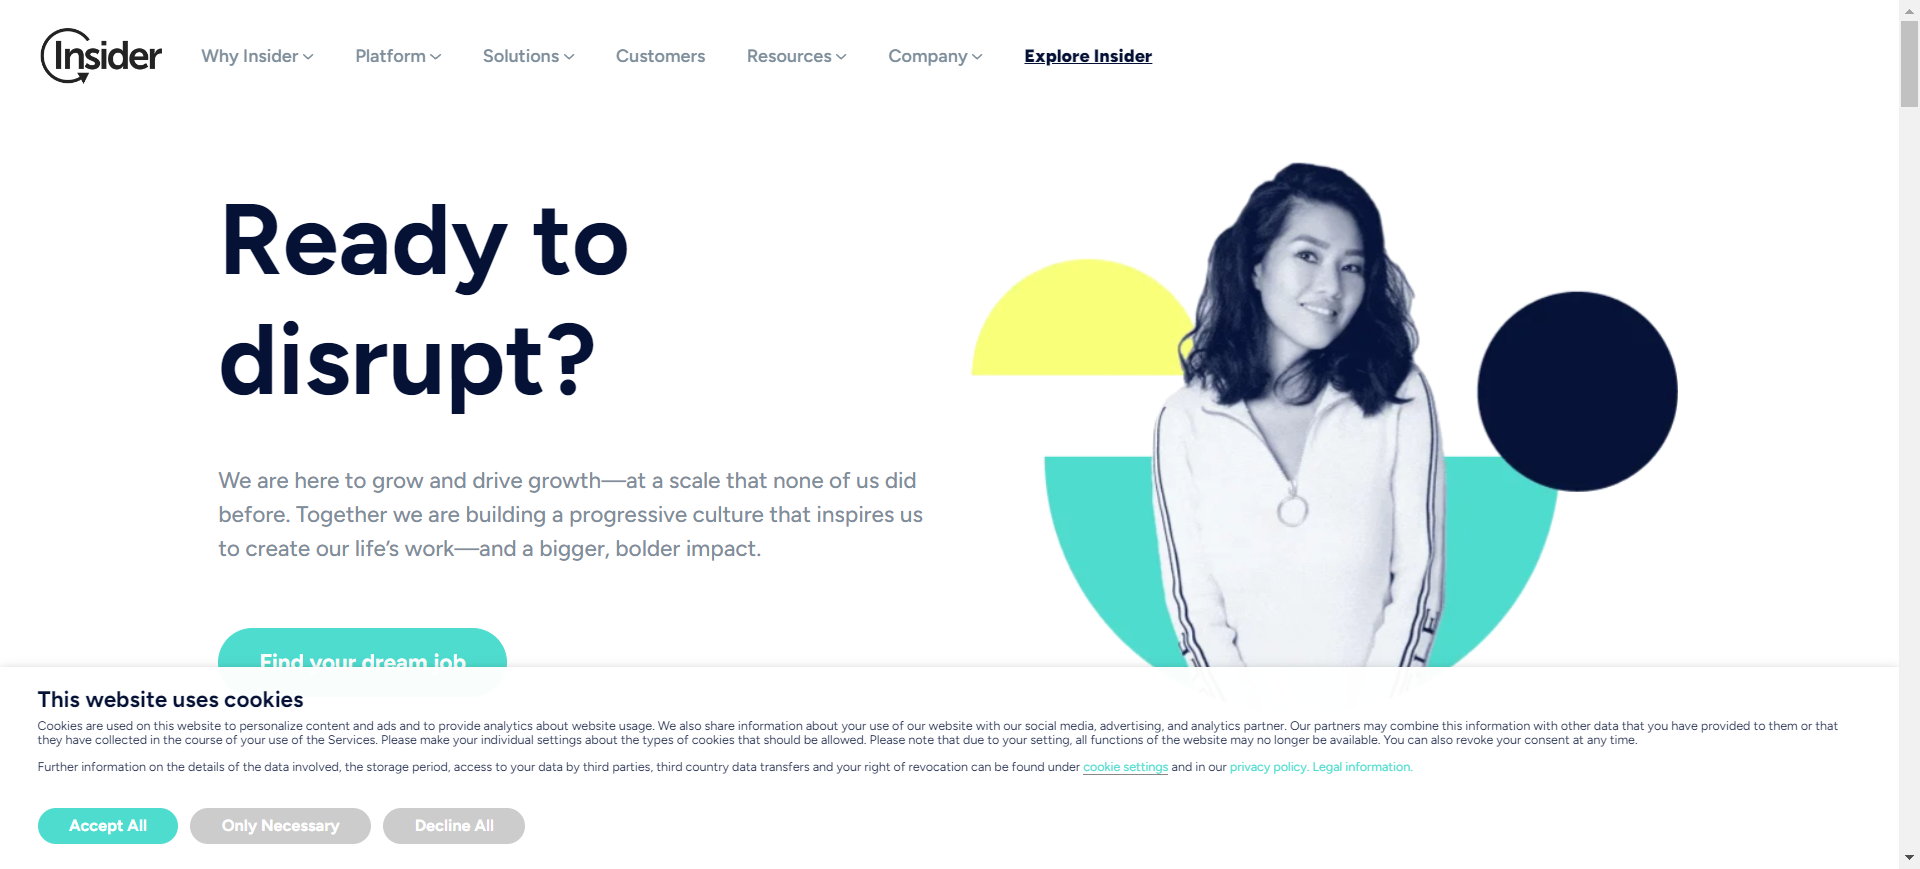 Insider
Why Insider
Platform
Solutions
Customers
Resources
Company
Explore Insider
Ready to
disrupt?
We are here to grow and drive growth—at a scale that none of us did
before. Together we are building a progressive culture that inspires us
to create our life’s work—and a bigger, bolder impact.
Find your dream job
This website uses cookies
Cookies are used on this website to personalize content and ads and to provide analytics about website usage. We also share information about your use of our website with our social media, advertising, and analytics partner. Our partners may combine this information with other data that you have provided to them or that
they have collected in the course of your use of the Services. Please make your individual settings about the types of cookies that should be allowed. Please note that due to your setting, all functions of the website may no longer be available. You can also revoke your consent at any time.
Further information on the details of the data involved, the storage period, access to your data by third parties, third country data transfers and your right of revocation can be found under cookie settings and in our privacy policy. Legal information.
Accept All
Only Necessary
Decline All